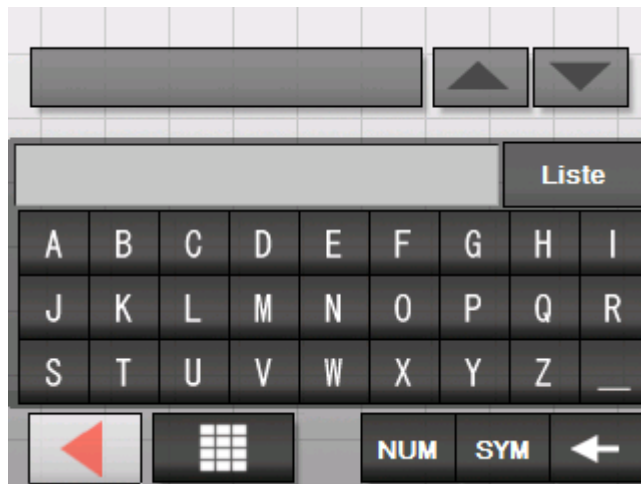 Liste
A B C D E F G H I
J K L M N O P Q R
S T U V W X Y Z _
NUM SYM